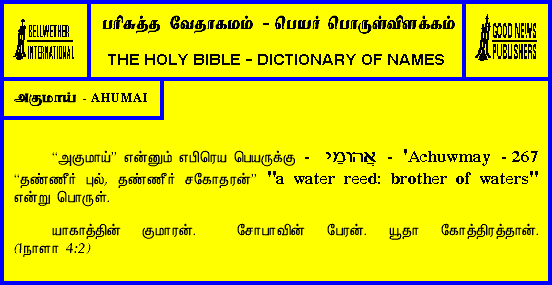 BELLWETHER
INTERNATIONAL
பரிசுத்த வேதாகமம் - பெயர் பொருள்விளக்கம்
THE HOLY BIBLE - DICTIONARY OF NAMES
GOOD NEWS
PUBLISHERS
அகுமாய் - AHUMAI
“அகுமாய்” என்னும் எபிரெய பெயருக்கு - אֲהוּמַי - 'Achuwmay - 267
“தண்ணீர் புல், தண்ணீர் சகோதரன்” "a water reed: brother of waters"
என்று பொருள்.
யாகாத்தின் குமாரன். சோபாவின் பேரன். யூதா கோத்திரத்தான்.
(1நாளா 4:2)